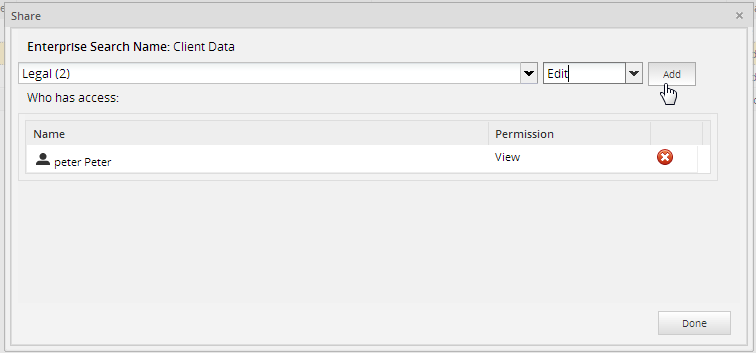 Share
Enterprise Search Name: Client Data
Legal (2) Edit Add
Who has access:
Name Permission
peter Peter View
Done